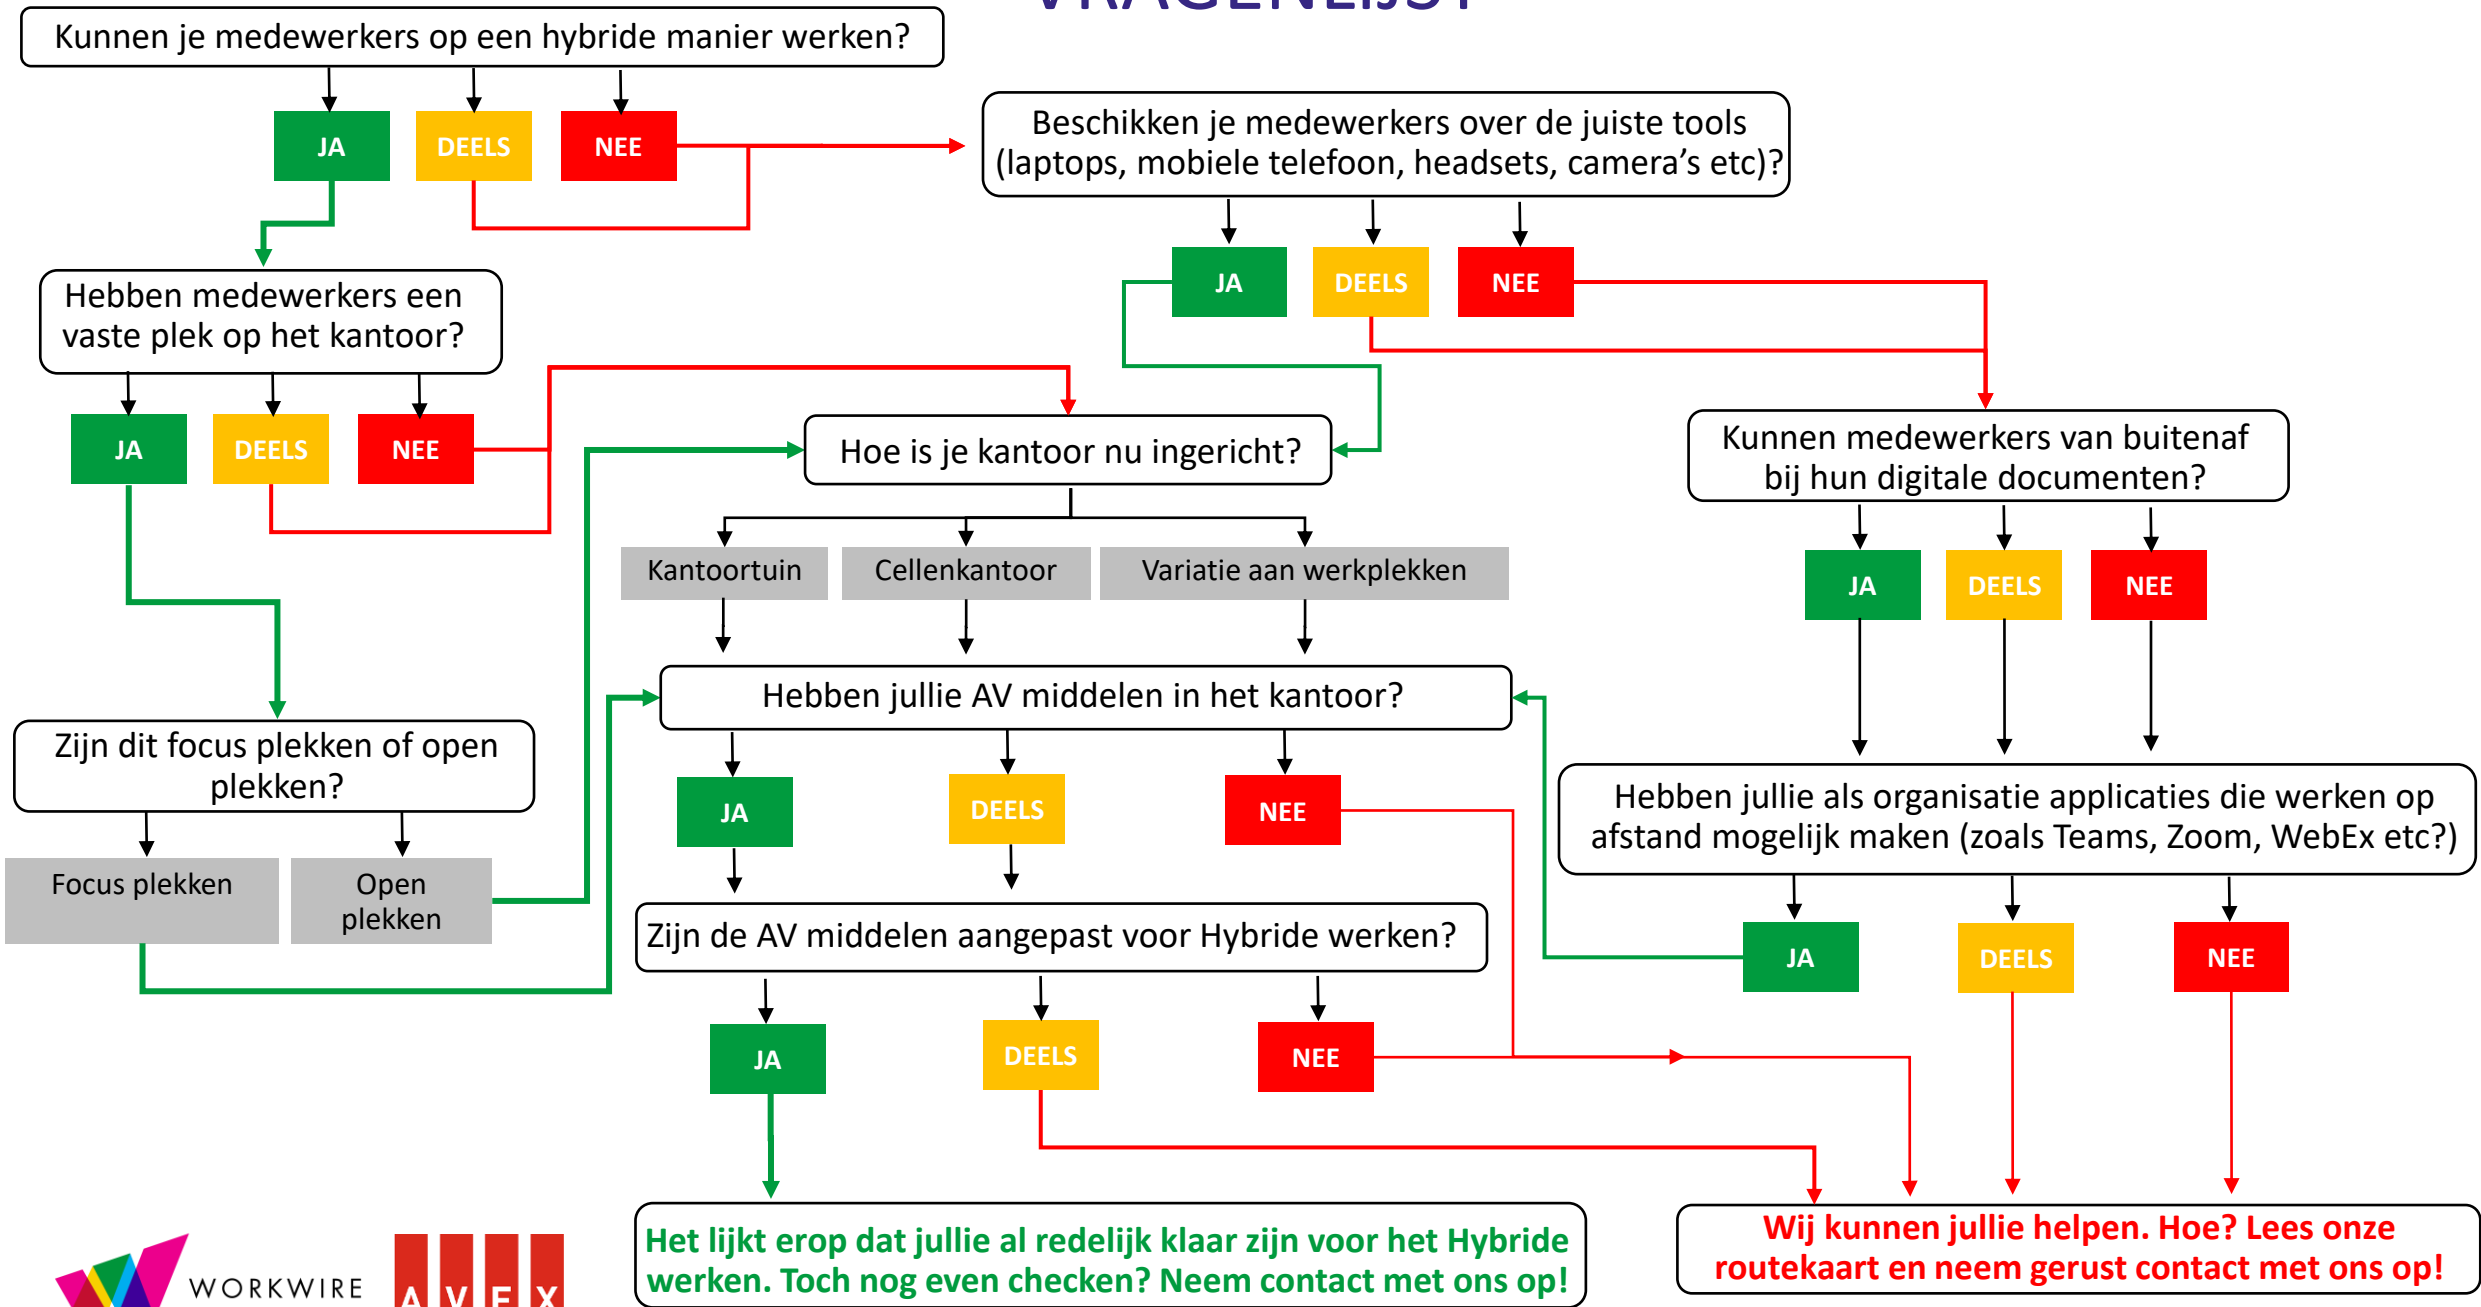 VRAGENLIJST
Kunnen je medewerkers op een hybride manier werken?
JA
DEELS
NEE
Beschikken je medewerkers over de juiste tools
(laptops, mobiele telefoon, headsets, camera's etc)?
JA
DEELS
NEE
Hebben medewerkers een
vaste plek op het kantoor?
JA
DEELS
NEE
Hoe is je kantoor nu ingericht?
Kantoortuin
Cellenkantoor
Variatie aan werkplekken
Kunnen medewerkers van buitenaf
bij hun digitale documenten?
JA
DEELS
NEE
Zijn dit focus plekken of open
plekken?
Focus plekken
Open
plekken
Hebben jullie AV middelen in het kantoor?
JA
DEELS
NEE
Hebben jullie als organisatie applicaties die werken op
afstand mogelijk maken (zoals Teams, Zoom, WebEx etc?)
JA
DEELS
NEE
Zijn de AV middelen aangepast voor Hybride werken?
JA
DEELS
NEE
Het lijkt erop dat jullie al redelijk klaar zijn voor het Hybride
werken. Toch nog even checken? Neem contact met ons op!
Wij kunnen jullie helpen. Hoe? Lees onze
routekaart en neem gerust contact met ons op!
WORKWIRE
AVEX